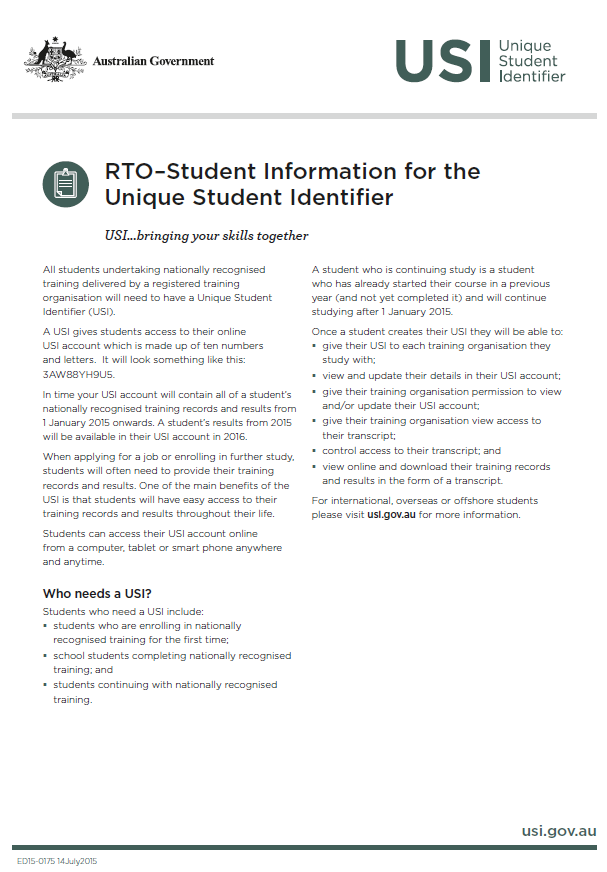 Australian Government
USI Unique
Student
Identifier
RTO–Student Information for the
Unique Student Identifier
USI...bringing your skills together
All students undertaking nationally recognised
training delivered by a registered training
organisation will need to have a Unique Student
Identifier (USI).
A USI gives students access to their online
USI account which is made up of ten numbers
and letters.  It will look something like this:
3AW88YH9U5.
In time your USI account will contain all of a student's
nationally recognised training records and results from
1 January 2015 onwards. A student's results from 2015
will be available in their USI account in 2016.
When applying for a job or enrolling in further study,
students will often need to provide their training
records and results. One of the main benefits of the
USI is that students will have easy access to their
training records and results throughout their life.
Students can access their USI account online
from a computer, tablet or smart phone anywhere
and anytime.
Who needs a USI?
Students who need a USI include:
▪ students who are enrolling in nationally
recognised training for the first time;
▪ school students completing nationally recognised
training; and
▪ students continuing with nationally recognised
training.
A student who is continuing study is a student
who has already started their course in a previous
year (and not yet completed it) and will continue
studying after 1 January 2015.
Once a student creates their USI they will be able to:
▪ give their USI to each training organisation they
study with;
▪ view and update their details in their USI account;
▪ give their training organisation permission to view
and/or update their USI account;
▪ give their training organisation view access to
their transcript;
▪ control access to their transcript; and
▪ view online and download their training records
and results in the form of a transcript.
For international, overseas or offshore students
please visit usi.gov.au for more information.
usi.gov.au
ED15-0175 14July2015